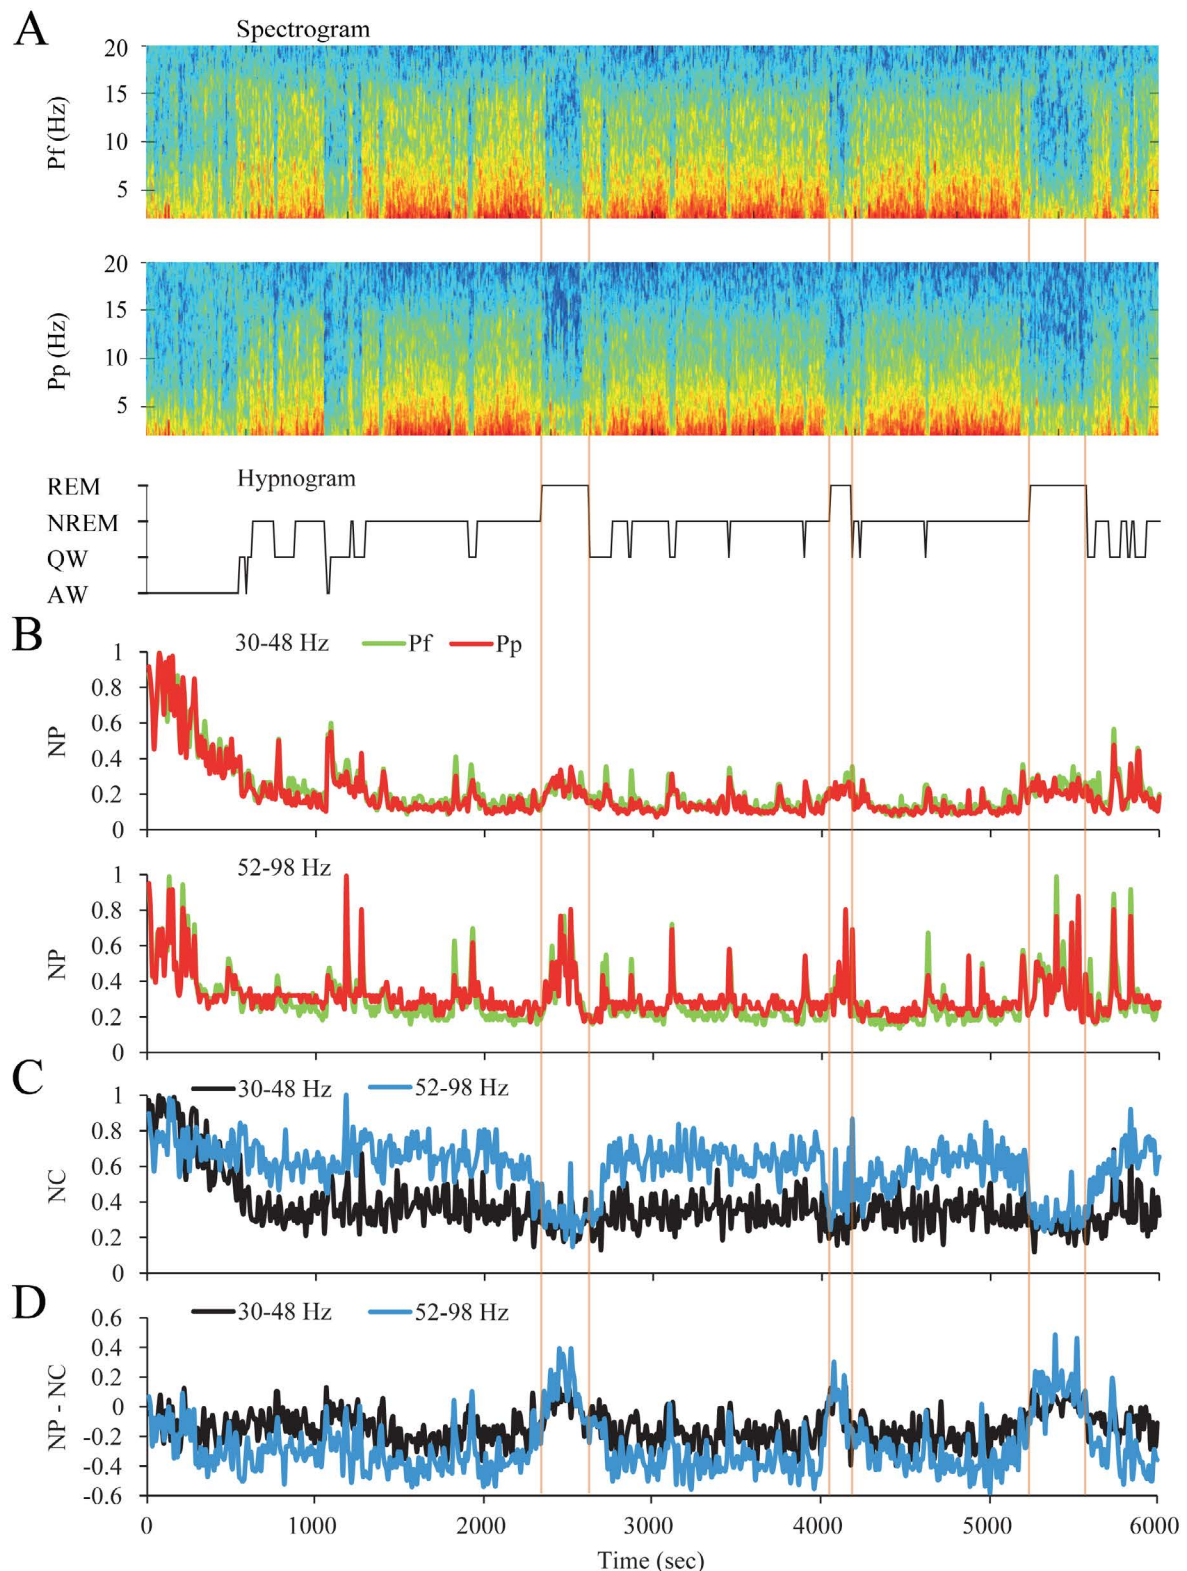 A
Spectrogram
20
15
10
5
Pf (Hz)
20
15
10
5
Pp (Hz)
Hypnogram
REM
NREM
QW
AW
B
30-48 Hz Pf Pp
1
0.8
0.6
0.4
0.2
0
NP
52-98 Hz
1
0.8
0.6
0.4
0.2
0
NP
C
30-48 Hz 52-98 Hz
1
0.8
0.6
0.4
0.2
0
NC
D
30-48 Hz 52-98 Hz
0.6
0.4
0.2
0
-0.2
-0.4
-0.6
NP - NC
0 1000 2000 3000 4000 5000 6000
Time (sec)